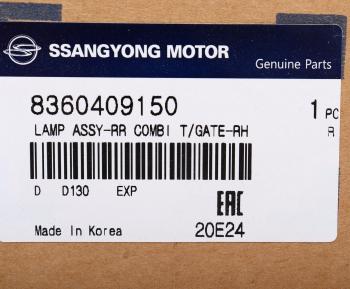 SSANGYONG MOTOR
Genuine Parts
8360409150 1 PC
LAMP ASSY-RR COMBI T/GATE-RH R
D D130 EXP
EAC
Made In Korea 20E24